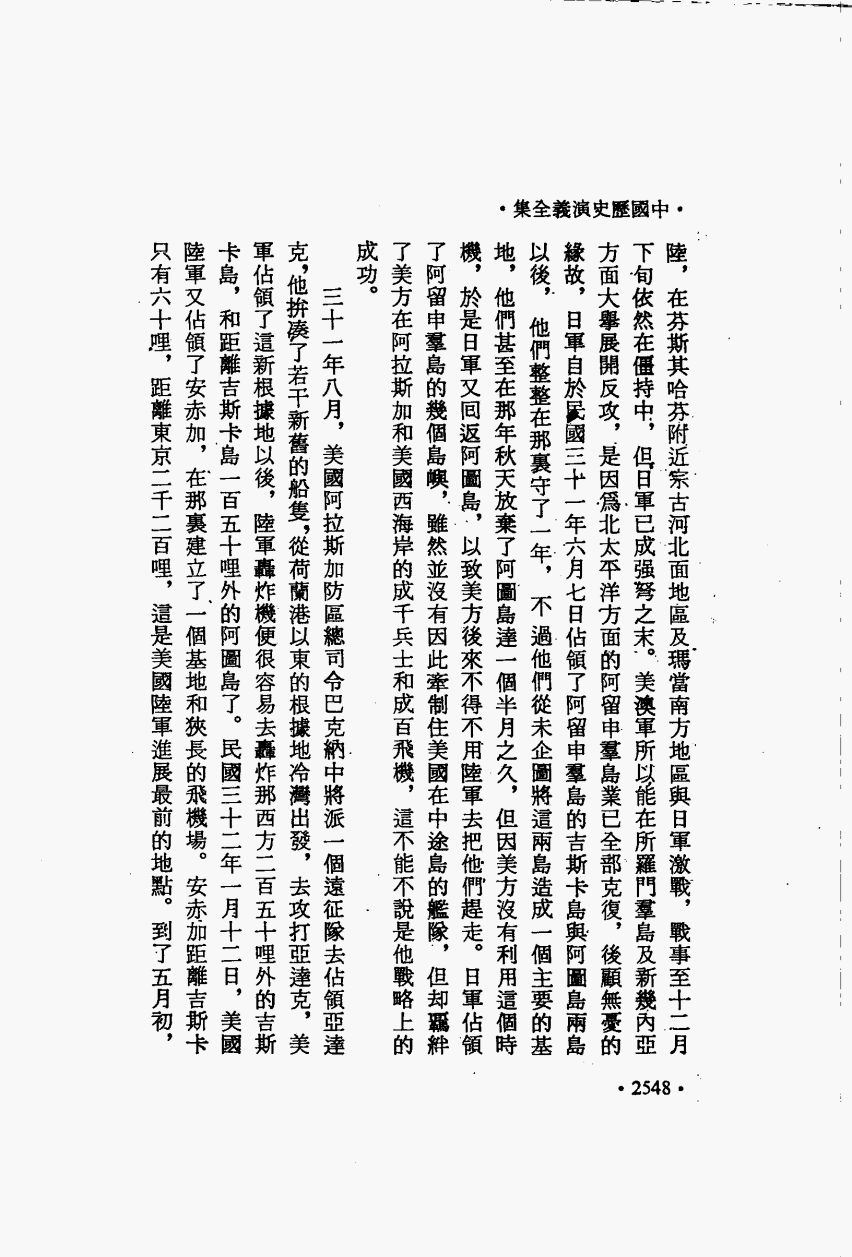 ·中國歷史演義全集·
陸，在芬斯其哈芬附近宗古河北面地區及瑪當南方地區與日軍激戰，戰事至十二月
下旬依然在僵持中，但日軍已成强弩之末。美澳軍所以能在所羅門羣島及新幾內亞
方面大舉展開反攻，是因爲北太平洋方面的阿留申羣島業已全部克復，後顧無憂的
緣故，日軍自於民國三十一年六月七日佔領了阿留申羣島的吉斯卡島與阿圖島兩島
以後，他們整整在那裏守了一年，不過他們從未企圖將這兩島造成一個主要的基
地，他們甚至在那年秋天放棄了阿圖島達一個半月之久，但因美方沒有利用這個時
機，於是日軍又囘返阿圖島，以致美方後來不得不用陸軍去把他們趕走。日軍佔領
了阿留申羣島的幾個島嶼，雖然並沒有因此牽制住美國在中途島的艦隊，但却羈絆
了美方在阿拉斯加和美國西海岸的成千兵士和成百飛機，這不能不說是他戰略上的
成功。
三十一年八月，美國阿拉斯加防區總司令巴克納中將派一個遠征隊去佔領亞達
克，他拚凑了若干新舊的船隻，從荷蘭港以東的根據地冷灣出發，去攻打亞達克，美
軍佔領了這新根據地以後，陸軍轟炸機便很容易去轟炸那西方二百五十哩外的吉斯
卡島，和距離吉斯卡島一百五十哩外的阿圖島了。民國三十二年一月十二日，美國
陸軍又佔領了安赤加，在那裏建立了一個基地和狹長的飛機場。安赤加距離吉斯卡
只有六十哩，距離東京二千二百哩，這是美國陸軍進展最前的地點。到了五月初，
·2548·